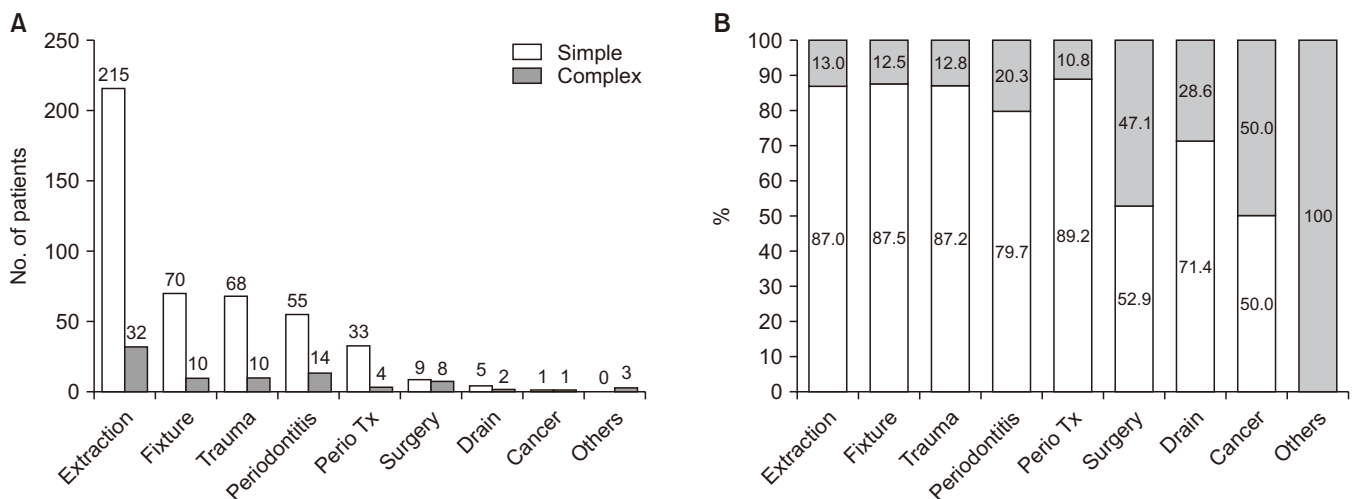 A
250
200
150
100
50
0
No. of patients
Simple
Complex
215
32
70
10
68
10
55
14
33
4
9
8
5
2
1
1
0
3
Extraction
Fixture
Trauma
Periodontitis
Perio Tx
Surgery
Drain
Cancer
Others
B
100
90
80
70
60
50
40
30
20
10
0
%
13.0
12.5
12.8
20.3
10.8
47.1
28.6
50.0
100
87.0
87.5
87.2
79.7
89.2
52.9
71.4
50.0
Extraction
Fixture
Trauma
Periodontitis
Perio Tx
Surgery
Drain
Cancer
Others